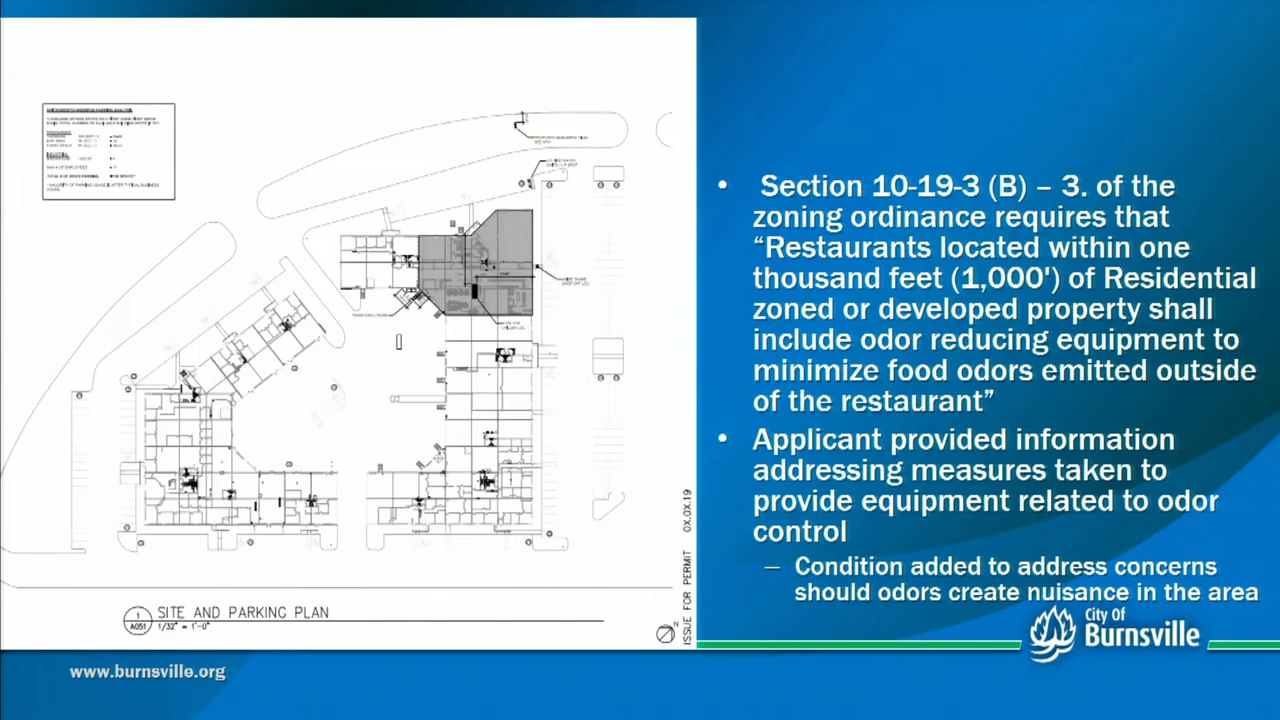 • Section 10-19-3 (B) – 3. of the
zoning ordinance requires that
“Restaurants located within one
thousand feet (1,000') of Residential
zoned or developed property shall
include odor reducing equipment to
minimize food odors emitted outside
of the restaurant”
• Applicant provided information
addressing measures taken to
provide equipment related to odor
control
– Condition added to address concerns
should odors create nuisance in the area
ISSUE FOR PERMIT 0X.0X.19
1
A051
SITE AND PARKING PLAN
1/32" = 1'-0"
N
City Of
Burnsville
www.burnsville.org